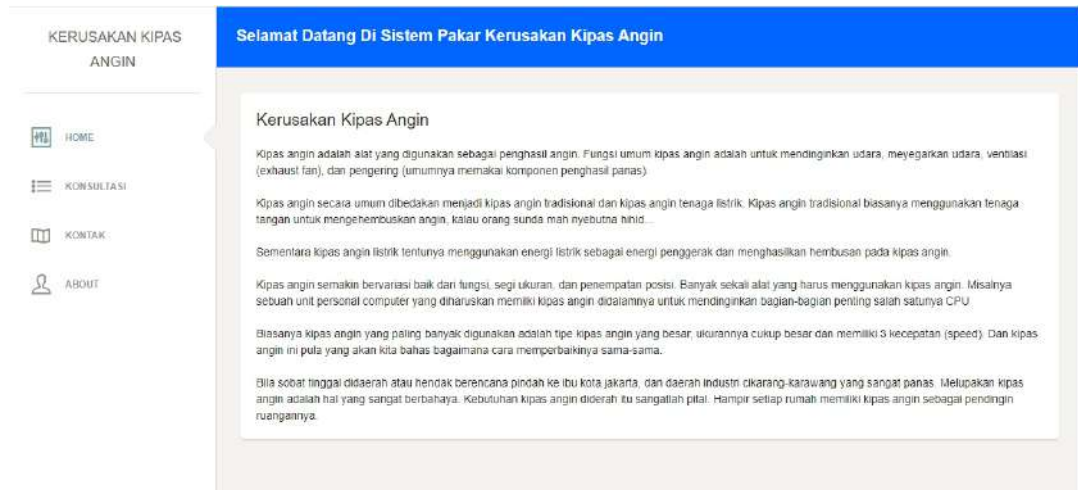 KERUSAKAN KIPAS
ANGIN
Selamat Datang Di Sistem Pakar Kerusakan Kipas Angin
HOME
KONSULTASI
KONTAK
ABOUT
Kerusakan Kipas Angin
Kipas angin adalah alat yang digunakan sebagai penghasil angin. Fungsi umum kipas angin adalah untuk mendinginkan udara, meyegarkan udara, ventilasi
(exhaust fan), dan pengering (umumnya memakai komponen penghasil panas).
Kipas angin secara umum dibedakan menjadi kipas angin tradisional dan kipas angin tenaga listrik. Kipas angin tradisional biasanya menggunakan tenaga
tangan untuk mengehembuskan angin, kalau orang sunda mah nyebutna hihid...
Sementara kipas angin listrik tentunya menggunakan energi listrik sebagai energi penggerak dan menghasilkan hembusan pada kipas angin.
Kipas angin semakin bervariasi baik dari fungsi, segi ukuran, dan penempatan posisi. Banyak sekali alat yang harus menggunakan kipas angin. Misalnya
sebuah unit personal computer yang diharuskan memilki kipas angin didalamnya untuk mendinginkan bagian-bagian penting salah satunya CPU
Biasanya kipas angin yang paling banyak digunakan adalah tipe kipas angin yang besar, ukurannya cukup besar dan memiliki 3 kecepatan (speed). Dan kipas
angin ini pula yang akan kita bahas bagaimana cara memperbaikinya sama-sama.
Bila sobat tinggal didaerah atau hendak berencana pindah ke ibu kota jakarta, dan daerah industri cikarang-karawang yang sangat panas. Melupakan kipas
angin adalah hal yang sangat berbahaya. Kebutuhan kipas angin diderah itu sangatlah pital. Hampir setiap rumah memiliki kipas angin sebagai pendingin
ruangannya.